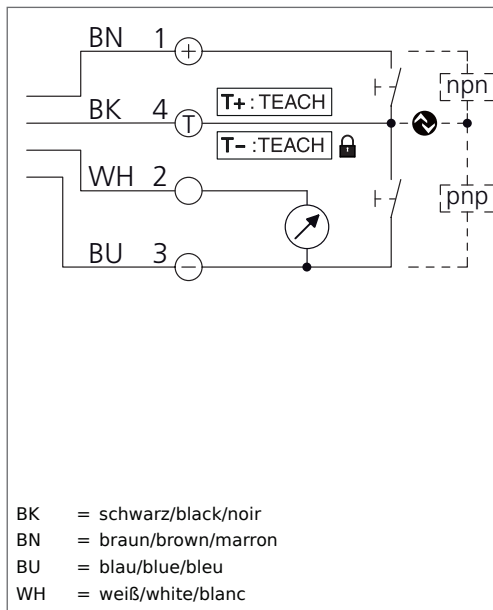 BN 1 +
T+ : TEACH
npn
BK 4 T
T− :TEACH
WH 2
pnp
BU 3 −
BK = schwarz/black/noir
BN = braun/brown/marron
BU = blau/blue/bleu
WH = weiß/white/blanc